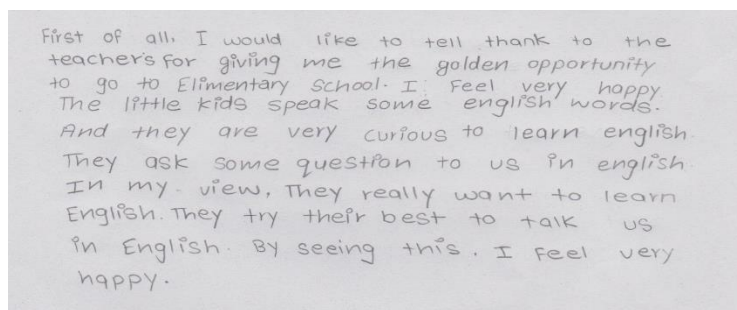 First of all, I would like to tell thank to the
teachers for giving me the golden opportunity
to go to Elimentary School. I Feel very happy
The little kids speak some english words.
And they are very curious to learn english.
They ask some question to us in english.
In my view, They really want to learn
English. They try their best to talk us
in English. By seeing this, I Feel very
happy.